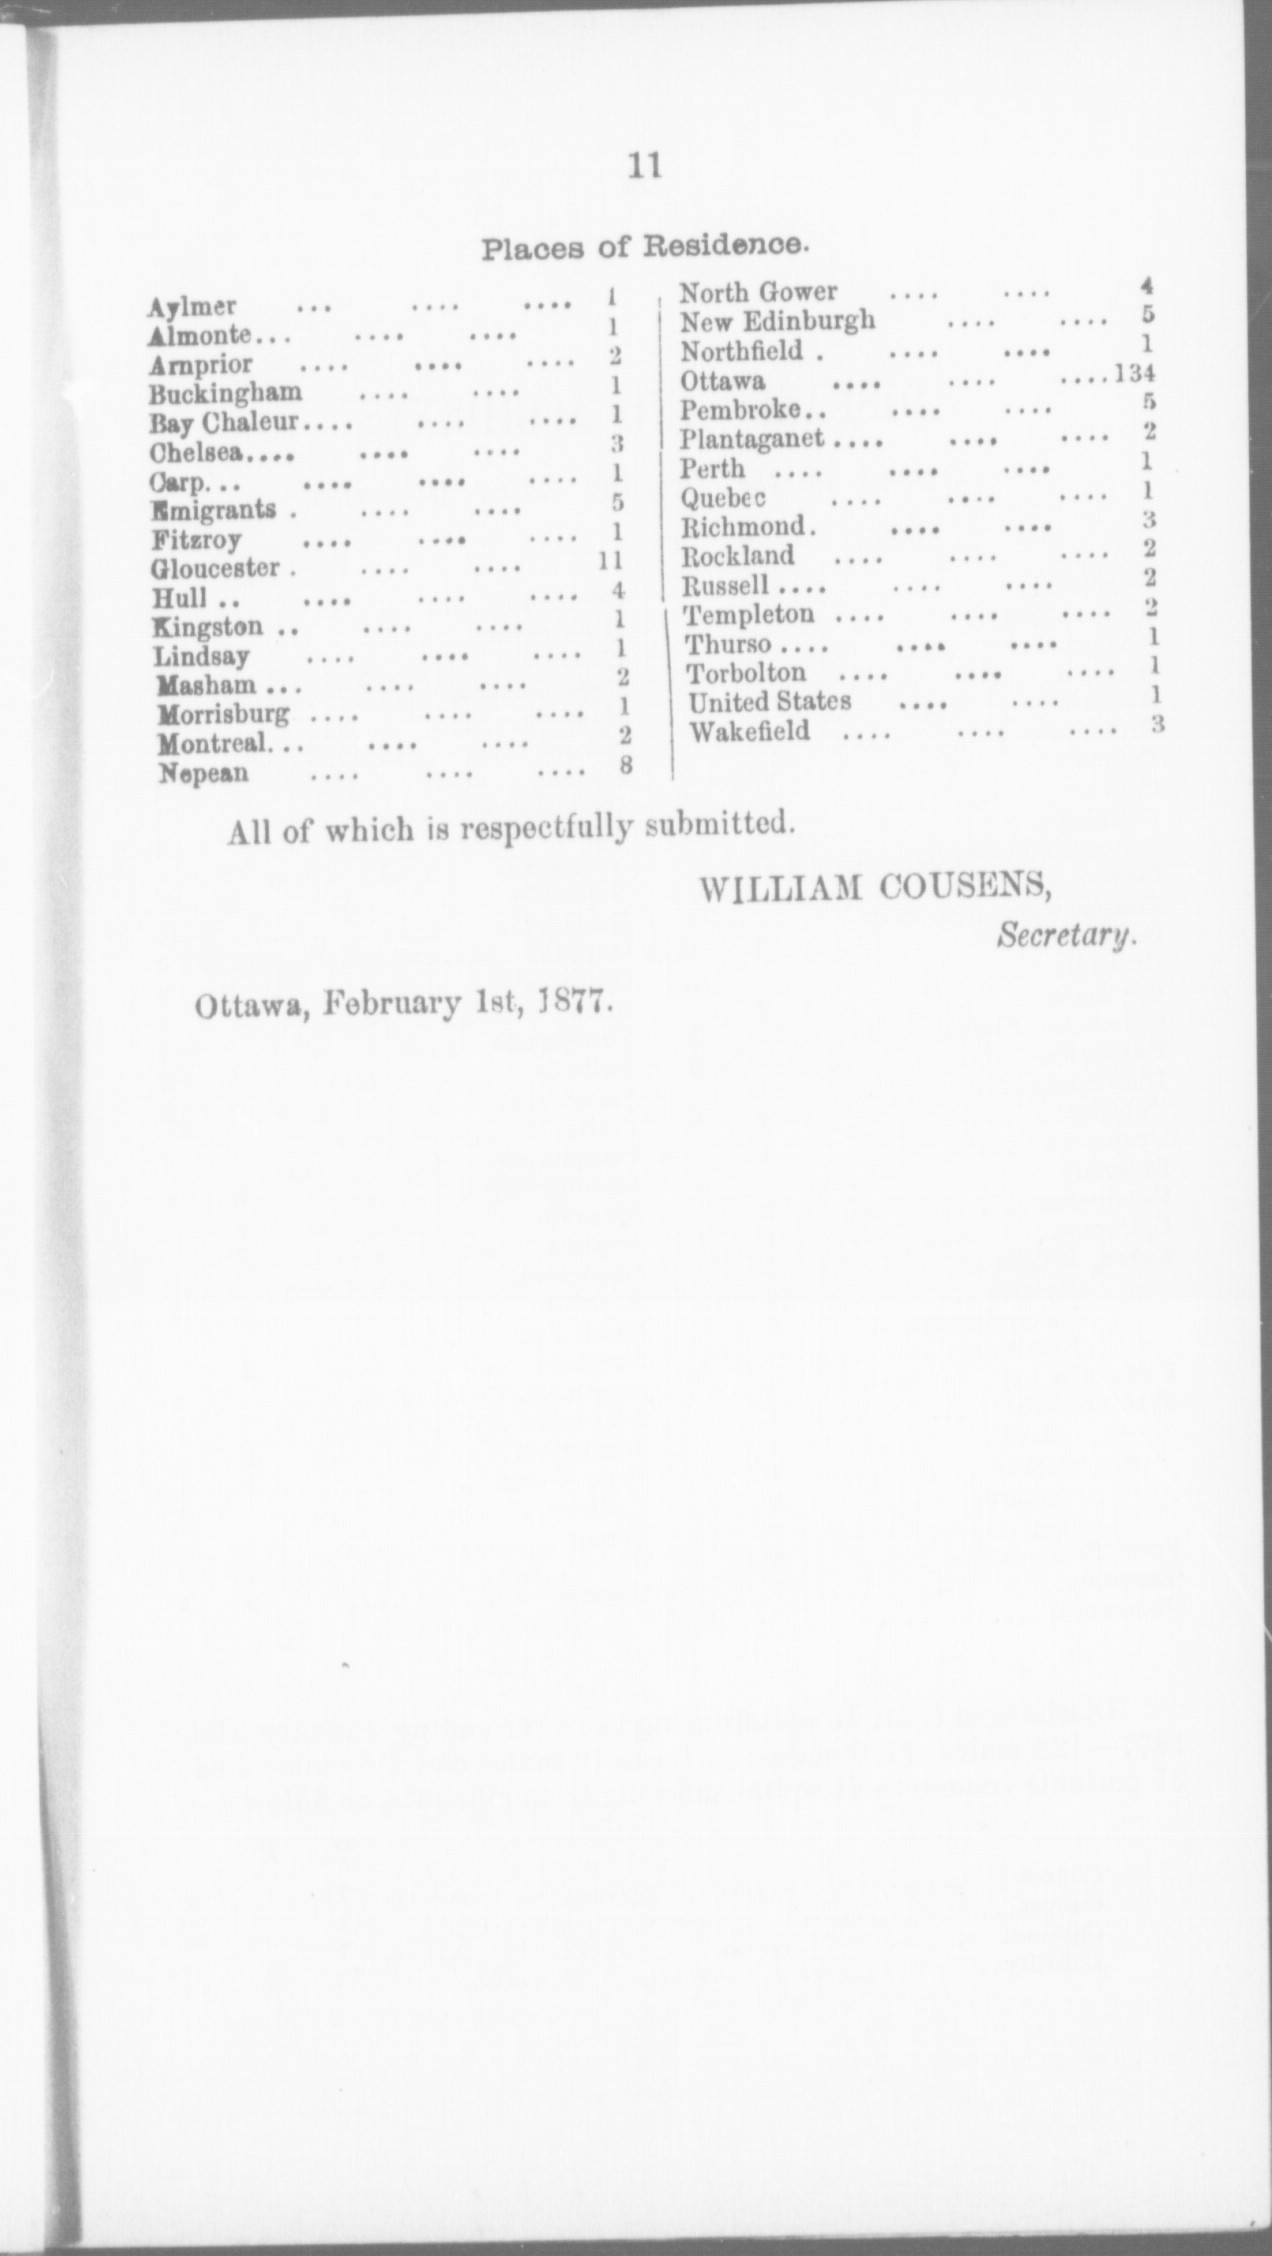 11
Places of Residence.
Aylmer ... .... .... 1
Almonte... .... .... 1
Arnprior .... .... .... 2
Buckingham .... .... 1
Bay Chaleur.... .... .... 1
Chelsea.... .... .... 3
Carp... .... .... .... 1
Emigrants . .... .... 5
Fitzroy .... .... .... 1
Gloucester . .... .... 11
Hull .. .... .... .... 4
Kingston .. .... .... 1
Lindsay .... .... .... 1
Masham ... .... .... 2
Morrisburg .... .... .... 1
Montreal... .... .... 2
Nepean .... .... .... 8
North Gower .... .... 4
New Edinburgh .... .... 5
Northfield . .... .... 1
Ottawa .... .... ....134
Pembroke.. .... .... 5
Plantaganet .... .... .... 2
Perth .... .... .... 1
Quebec .... .... .... 1
Richmond. .... .... 3
Rockland .... .... .... 2
Russell .... .... .... 2
Templeton .... .... .... 2
Thurso .... .... .... 1
Torbolton .... .... .... 1
United States .... .... 1
Wakefield .... .... .... 3
All of which is respectfully submitted.
WILLIAM COUSENS,
Secretary.
Ottawa, February 1st, 1877.